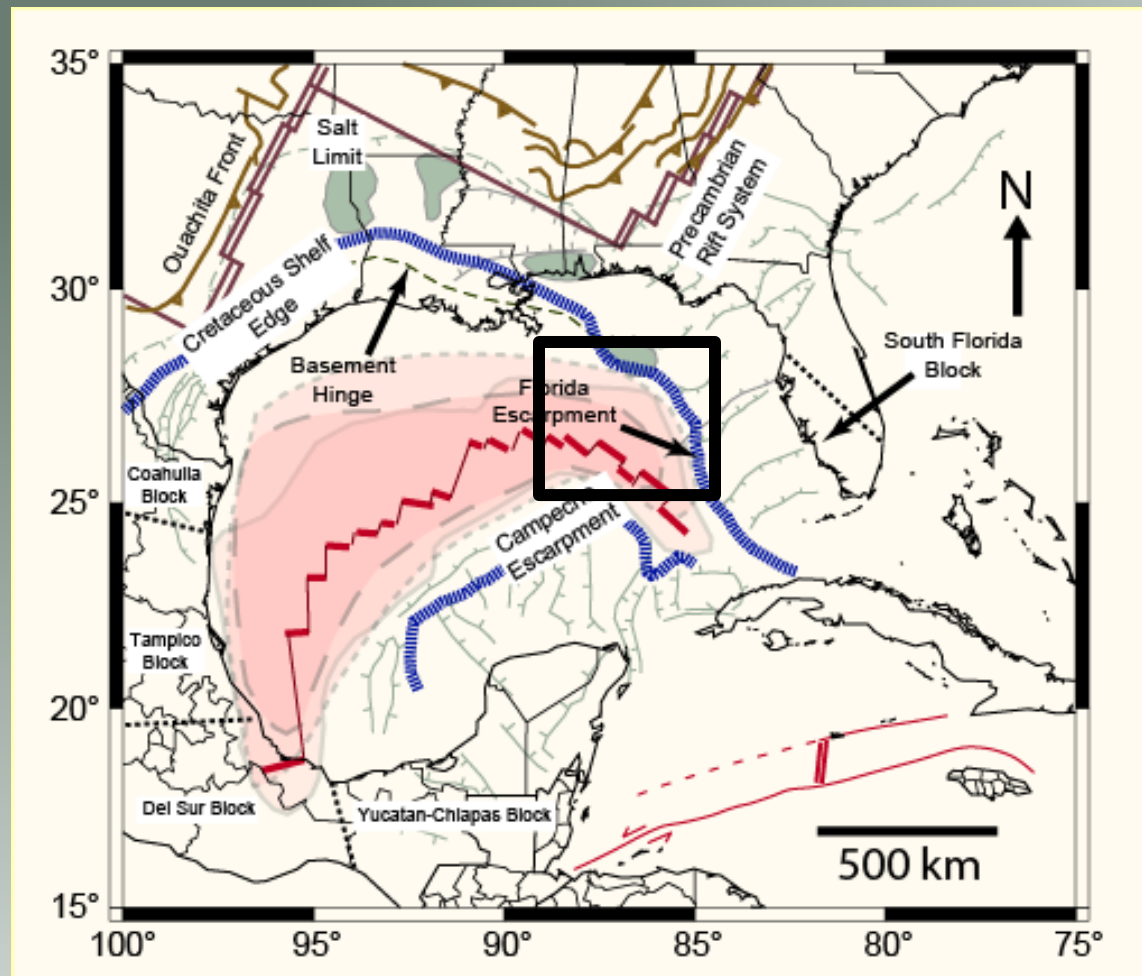 35°
30°
25°
20°
15°
100°
95°
90°
85°
80°
75°
Salt
Limit
Ouachita Front
Precambrian
Rift System
N
Cretaceous Shelf
Edge
Basement
Hinge
Florida
Escarpment
South Florida
Block
Coahulla
Block
Campeche
Escarpment
Tampico
Block
Del Sur Block
Yucatan-Chlapas Block
500 km